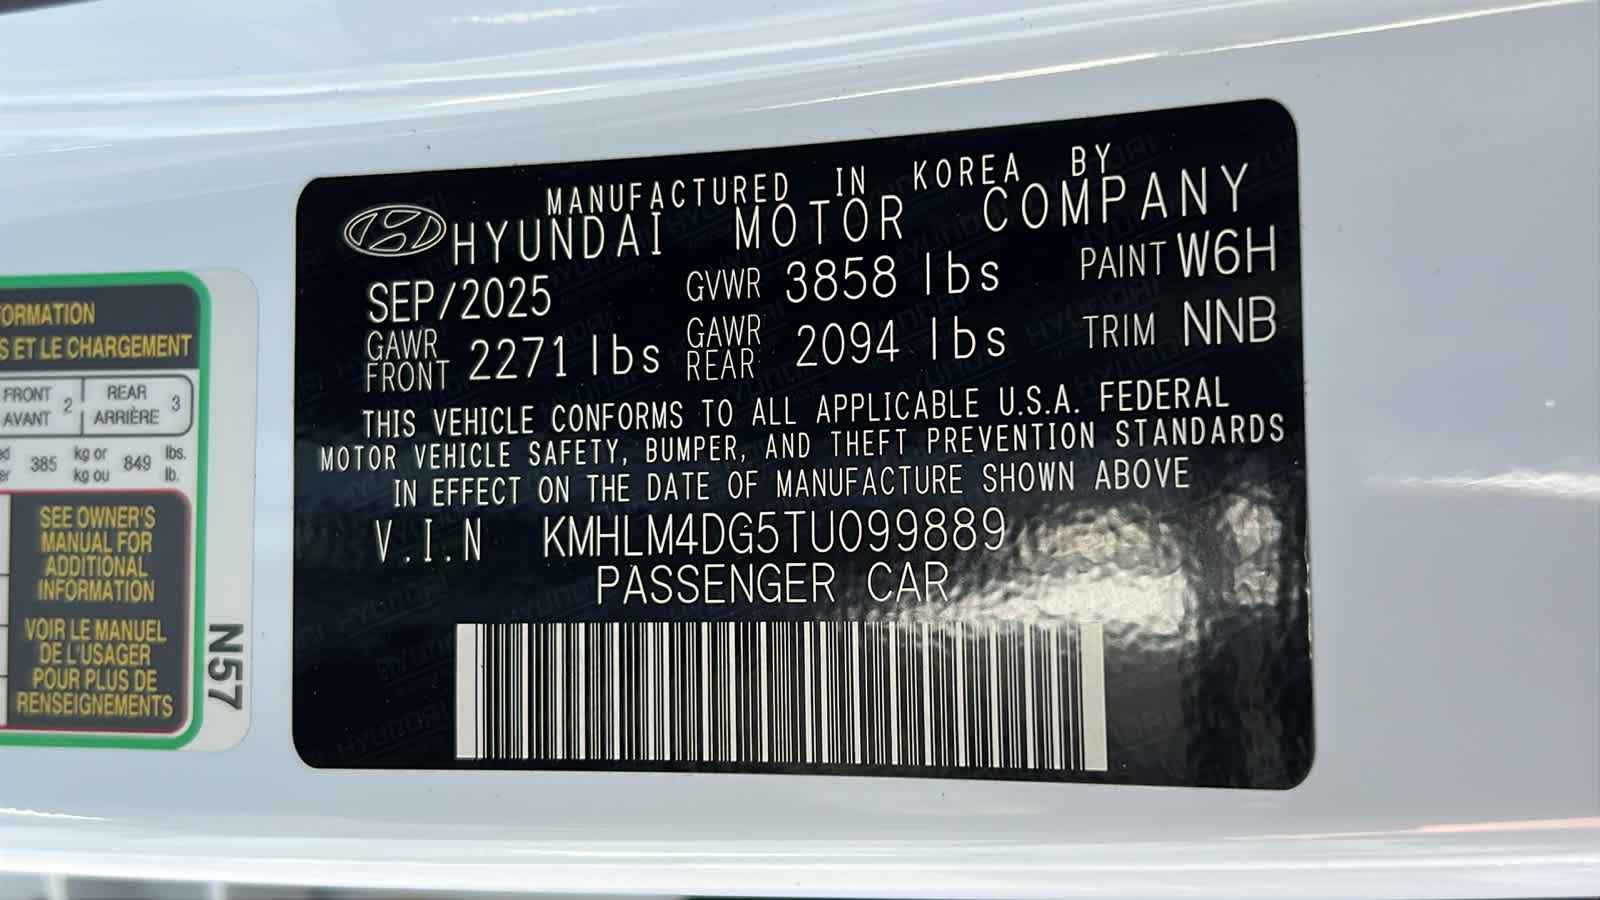 MANUFACTURED IN KOREA BY
HYUNDAI MOTOR COMPANY
SEP/2025 GVWR 3858 lbs PAINT W6H
GAWR FRONT 2271 lbs GAWR REAR 2094 lbs TRIM NNB
THIS VEHICLE CONFORMS TO ALL APPLICABLE U.S.A. FEDERAL
MOTOR VEHICLE SAFETY, BUMPER, AND THEFT PREVENTION STANDARDS
IN EFFECT ON THE DATE OF MANUFACTURE SHOWN ABOVE
V.I.N KMHLM4DG5TU099889
PASSENGER CAR
ET LE CHARGEMENT
FRONT AVANT 2 REAR ARRIÈRE 3
385 kg or kg ou 849 lbs. lb.
SEE OWNER'S
MANUAL FOR
ADDITIONAL
INFORMATION
VOIR LE MANUEL
DE L'USAGER
POUR PLUS DE
RENSEIGNEMENTS
N57